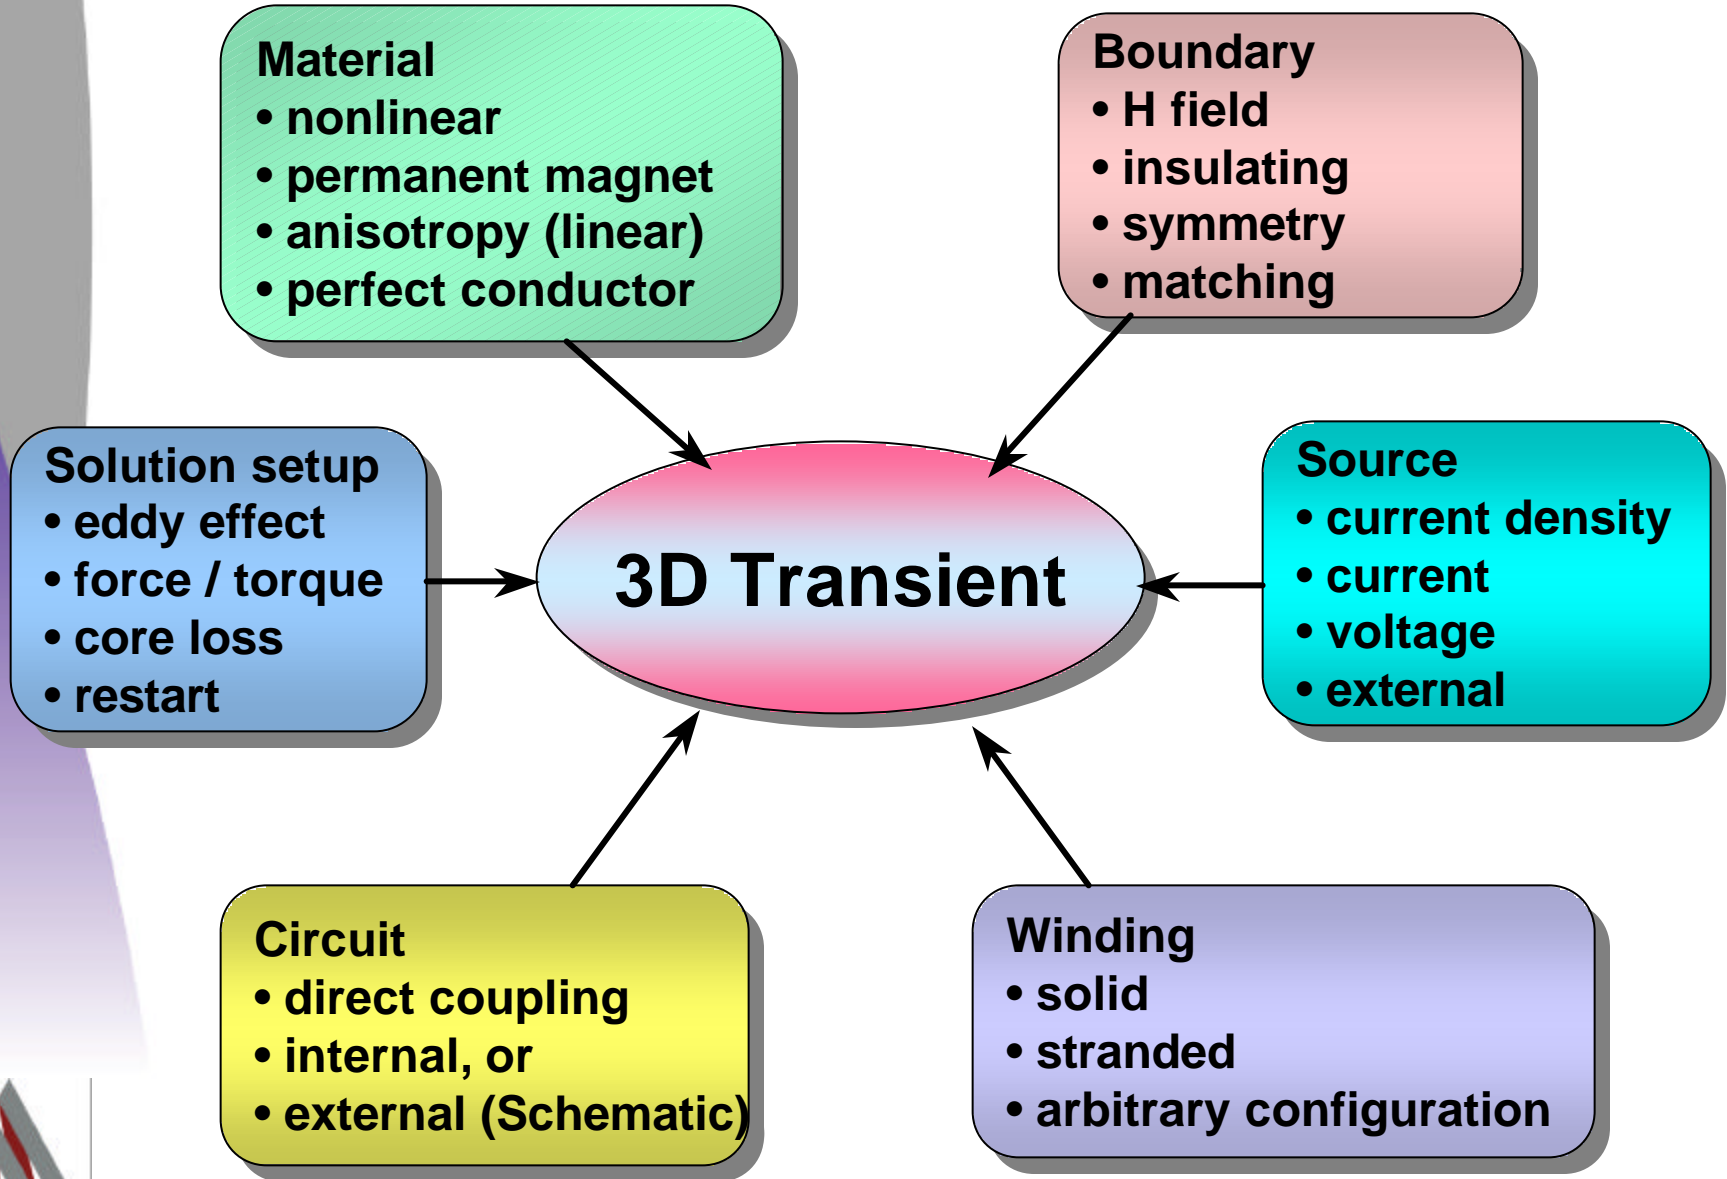 Material
• nonlinear
• permanent magnet
• anisotropy (linear)
• perfect conductor
Boundary
• H field
• insulating
• symmetry
• matching
Solution setup
• eddy effect
• force / torque
• core loss
• restart
3D Transient
Source
• current density
• current
• voltage
• external
Circuit
• direct coupling
• internal, or
• external (Schematic)
Winding
• solid
• stranded
• arbitrary configuration